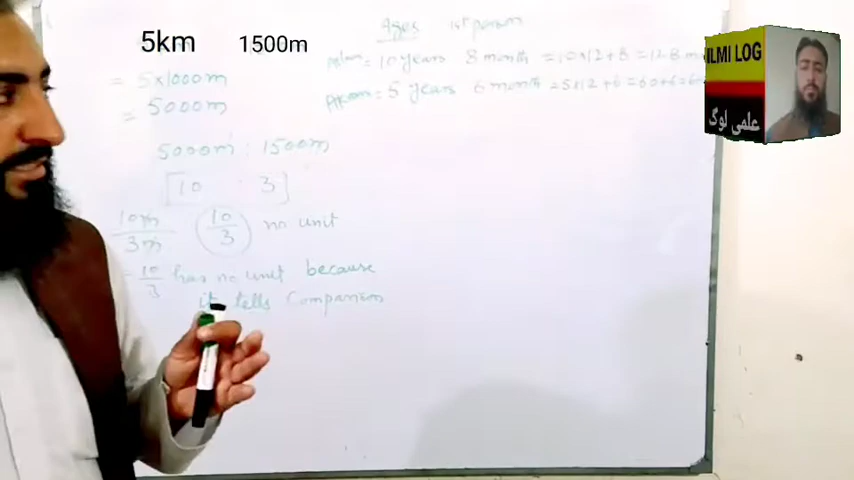 5km 1500m
= 5x1000m
= 5000m
5000m : 1500m
[10 : 3]
10m/3m 10/3 no unit
= 10/3 has no unit because
it tells Comparison
Ages 1st person
= 10 years 8 month = 10x12+8 = 128 m
= 5 years 6 month = 5x12+6 = 60+6 = 6
ILMI LOG
علمی لوگ